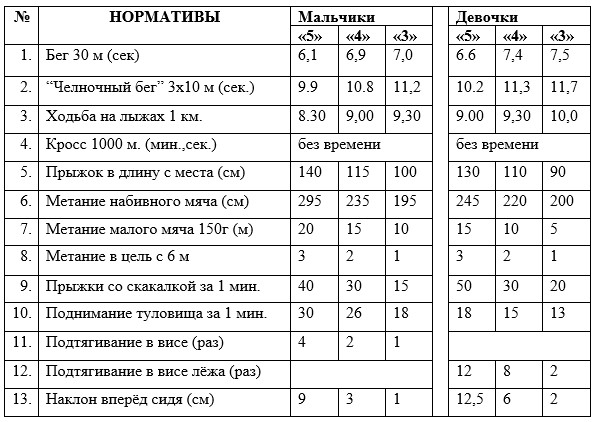 № НОРМАТИВЫ Мальчики Девочки
«5» «4» «3» «5» «4» «3»
1. Бег 30 м (сек) 6,1 6,9 7,0 6.6 7,4 7,5
2. “Челночный бег” 3х10 м (сек.) 9.9 10.8 11,2 10.2 11,3 11,7
3. Ходьба на лыжах 1 км. 8.30 9,00 9,30 9.00 9,30 10,0
4. Кросс 1000 м. (мин.,сек.) без времени без времени
5. Прыжок в длину с места (см) 140 115 100 130 110 90
6. Метание набивного мяча (см) 295 235 195 245 220 200
7. Метание малого мяча 150г (м) 20 15 10 15 10 5
8. Метание в цель с 6 м 3 2 1 3 2 1
9. Прыжки со скакалкой за 1 мин. 40 30 15 50 30 20
10. Поднимание туловища за 1 мин. 30 26 18 18 15 13
11. Подтягивание в висе (раз) 4 2 1
12. Подтягивание в висе лёжа (раз) 12 8 2
13. Наклон вперёд сидя (см) 9 3 1 12,5 6 2